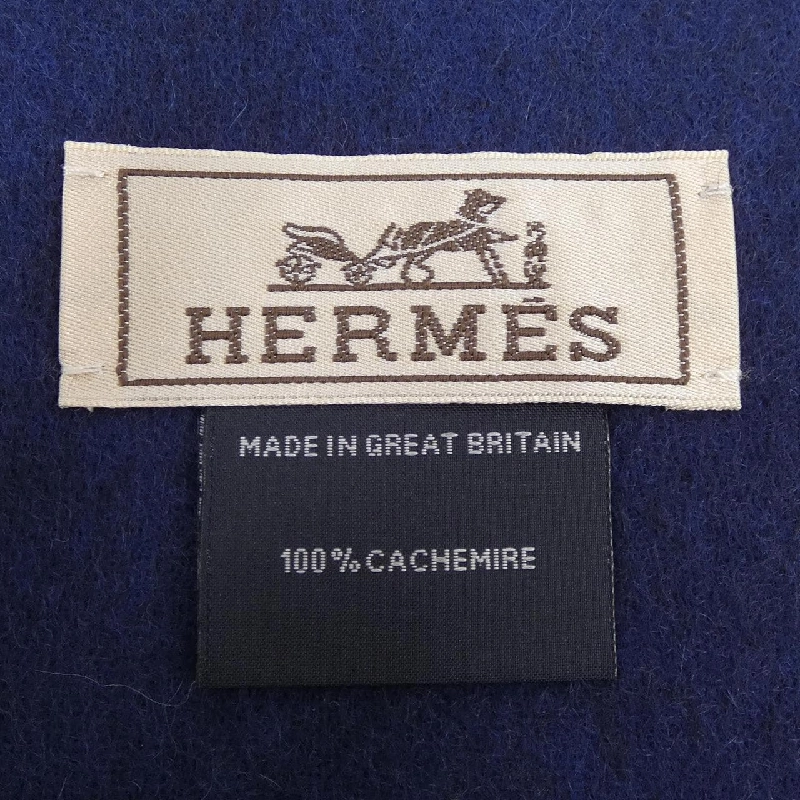 HERMÈS
MADE IN GREAT BRITAIN
100% CACHEMIRE